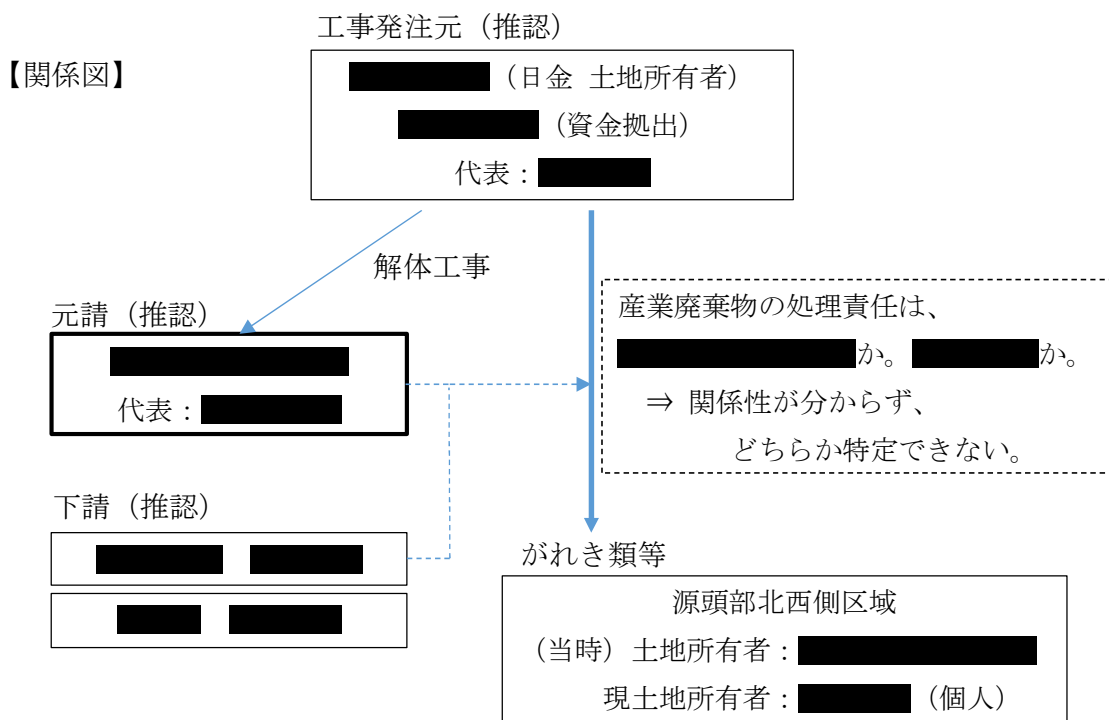 工事発注元（推認）
【関係図】
（日金 土地所有者）
（資金拠出）
代表：
解体工事
元請（推認）
代表：
産業廃棄物の処理責任は、
か。か。
⇒ 関係性が分からず、
どちらか特定できない。
下請（推認）
がれき類等
源頭部北西側区域
（当時）土地所有者：
現土地所有者：（個人）